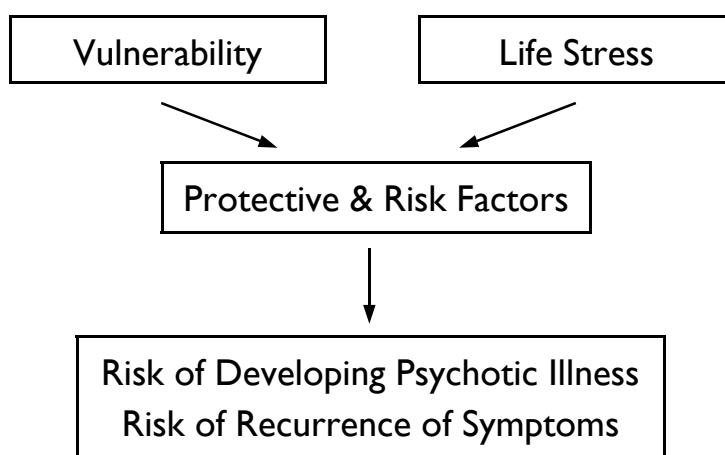 Vulnerability
Life Stress
Protective & Risk Factors
Risk of Developing Psychotic Illness
Risk of Recurrence of Symptoms